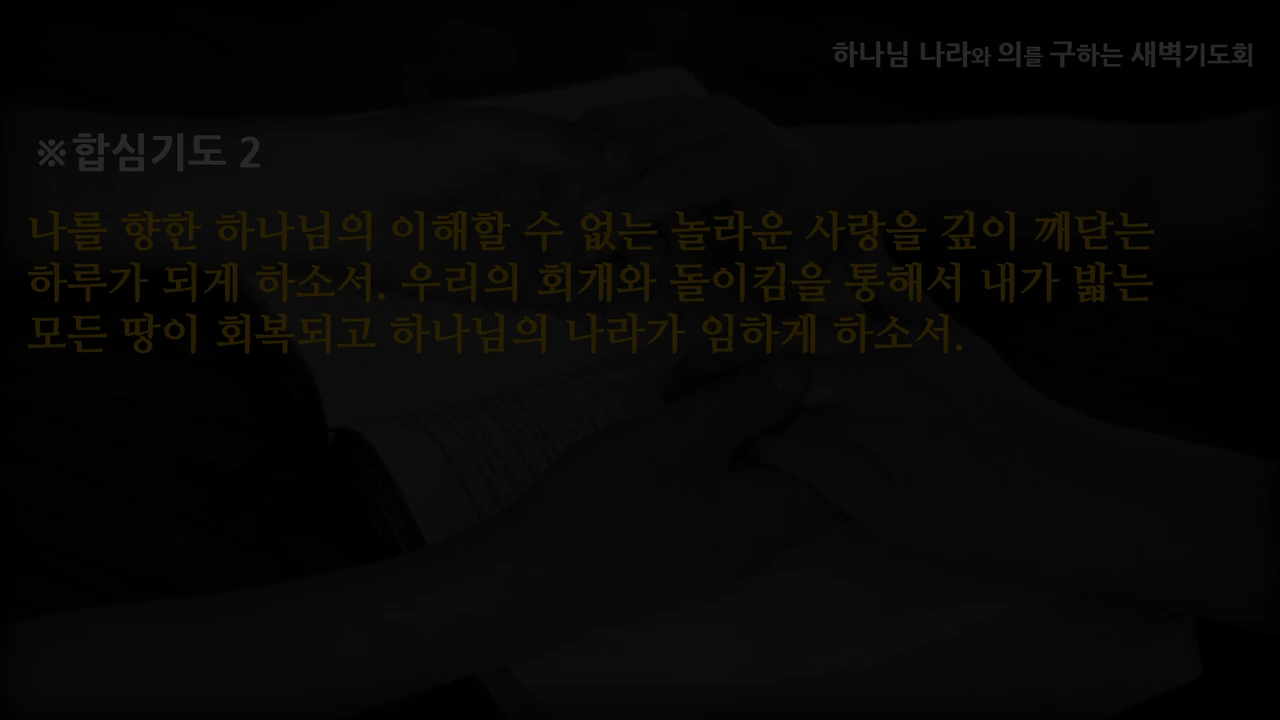 하나님 나라와 의를 구하는 새벽기도회
※합심기도 2
나를 향한 하나님의 이해할 수 없는 놀라운 사랑을 깊이 깨닫는
하루가 되게 하소서. 우리의 회개와 돌이킴을 통해서 내가 밟는
모든 땅이 회복되고 하나님의 나라가 임하게 하소서.